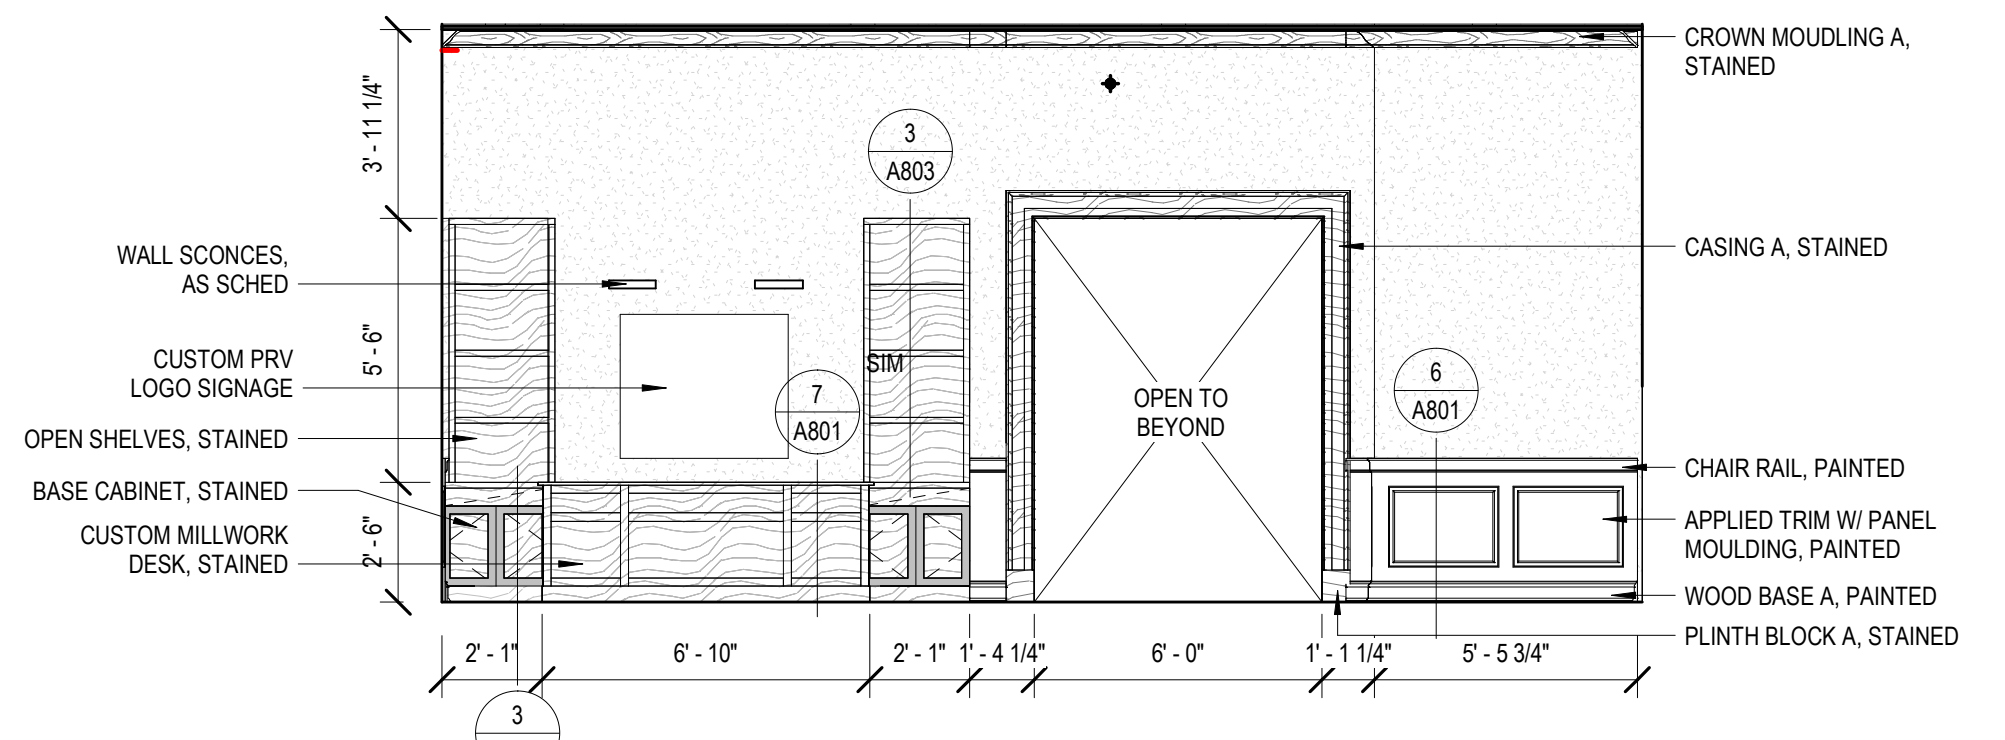 CROWN MOUDLING A,
STAINED
3' - 11 1/4"
3
A803
WALL SCONCES,
AS SCHED
CASING A, STAINED
5' - 6"
CUSTOM PRV
LOGO SIGNAGE
SIM
7
A801
OPEN TO
BEYOND
6
A801
OPEN SHELVES, STAINED
CHAIR RAIL, PAINTED
BASE CABINET, STAINED
2' - 6"
CUSTOM MILLWORK
DESK, STAINED
APPLIED TRIM W/ PANEL
MOULDING, PAINTED
WOOD BASE A, PAINTED
PLINTH BLOCK A, STAINED
2' - 1" 6' - 10" 2' - 1" 1' - 4 1/4" 6' - 0" 1' - 1 1/4" 5' - 5 3/4"
3